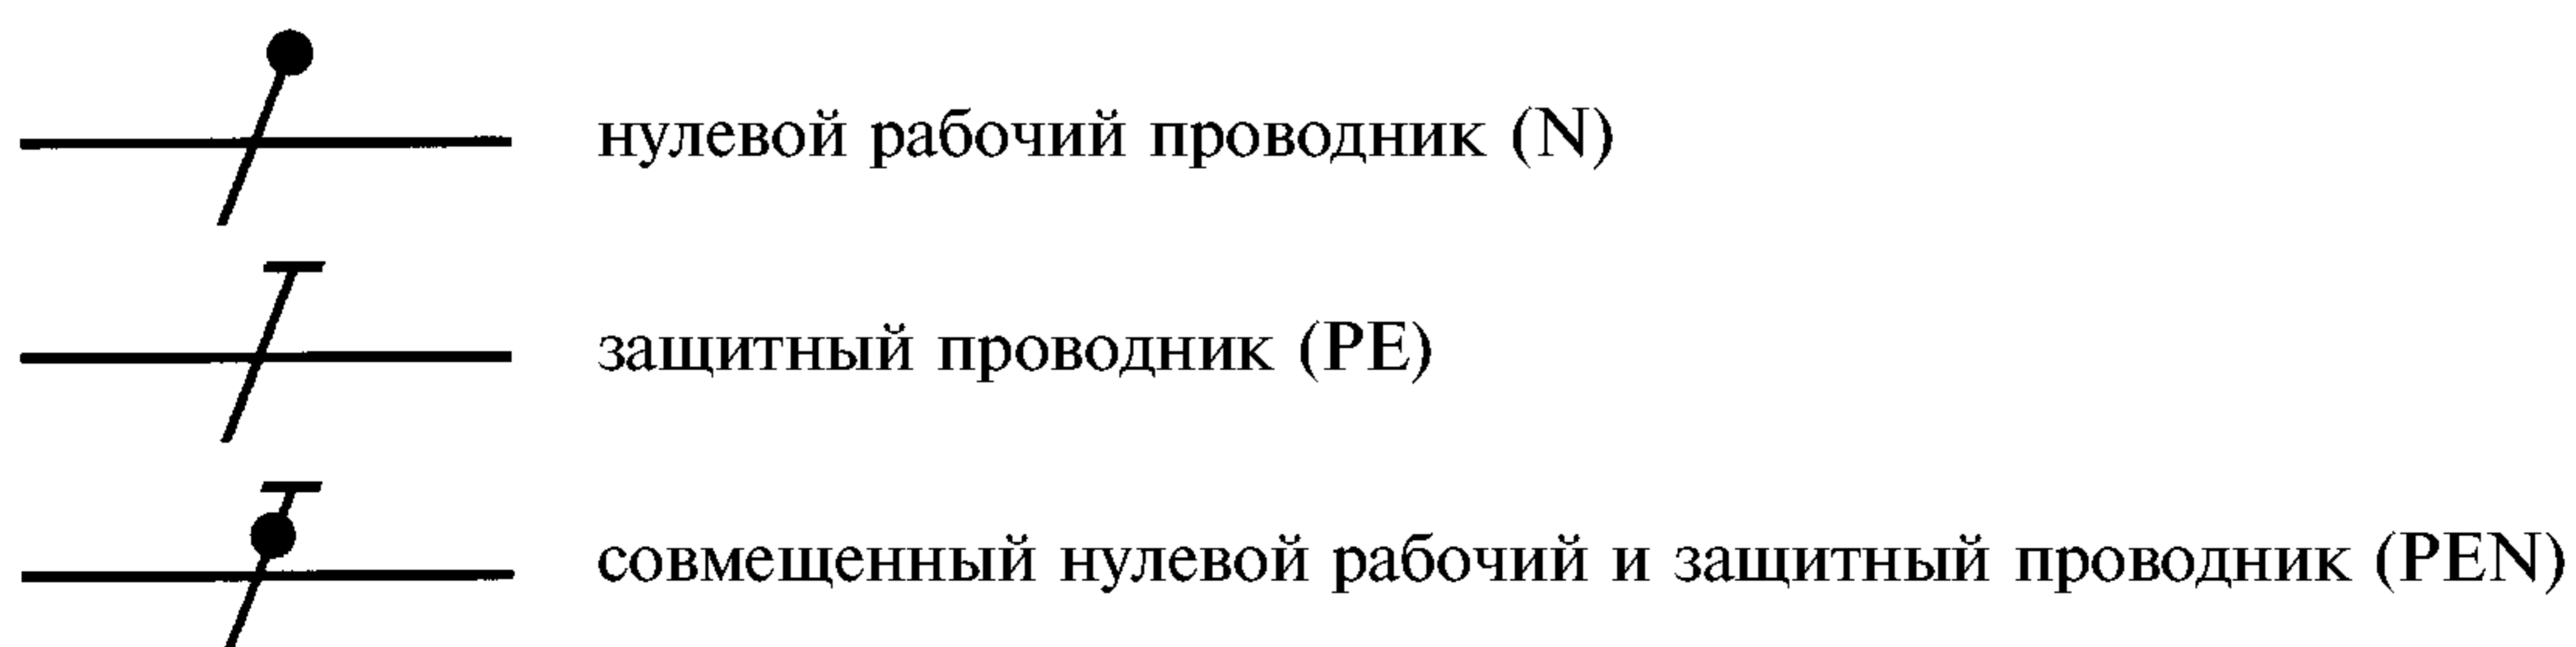 нулевой рабочий проводник (N)
защитный проводник (PE)
совмещенный нулевой рабочий и защитный проводник (PEN)